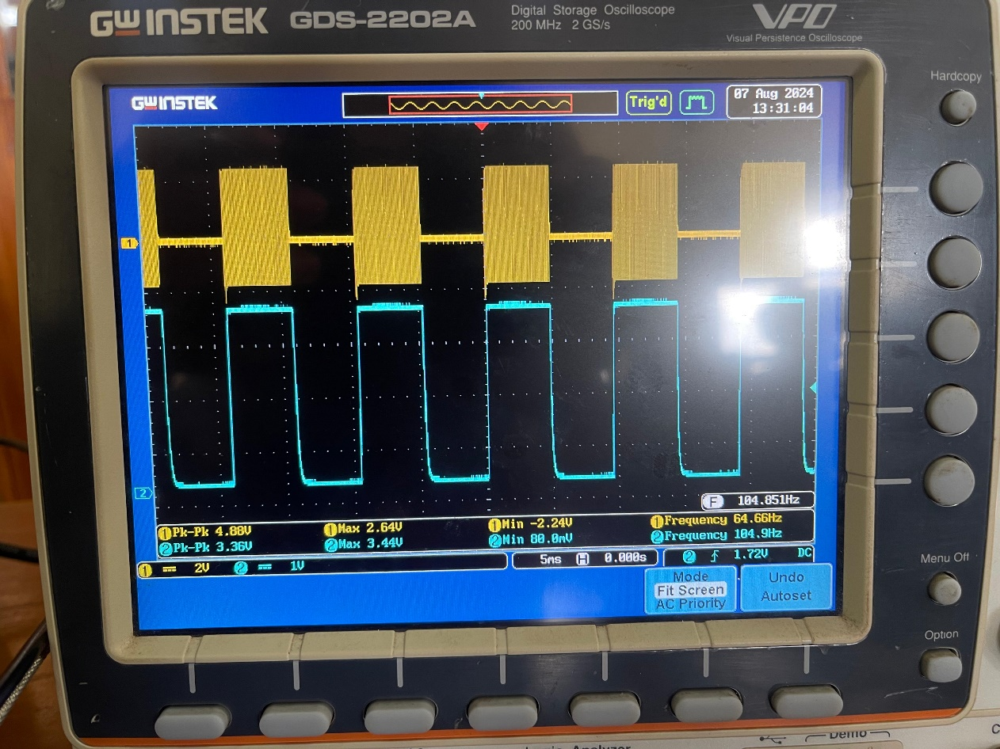 GWINSTEK GDS-2202A Digital Storage Oscilloscope
200 MHz 2 GS/s
VPO
Visual Persistence Oscilloscope
Hardcopy
GWINSTEK
Trig'd
07 Aug 2024
13:31:04
1
2
F 104.851Hz
1 Pk-Pk 4.88V 1 Max 2.64V 1 Min -2.24V 1 Frequency 64.66Hz
2 Pk-Pk 3.36V 2 Max 3.44V 2 Min 80.0mV 2 Frequency 104.9Hz
1 2V 2 1V 5ms H 0.000s 2 1.72V DC
Mode
Fit Screen
AC Priority
Undo
Autoset
Menu Off
Option
Analyzer
Demo